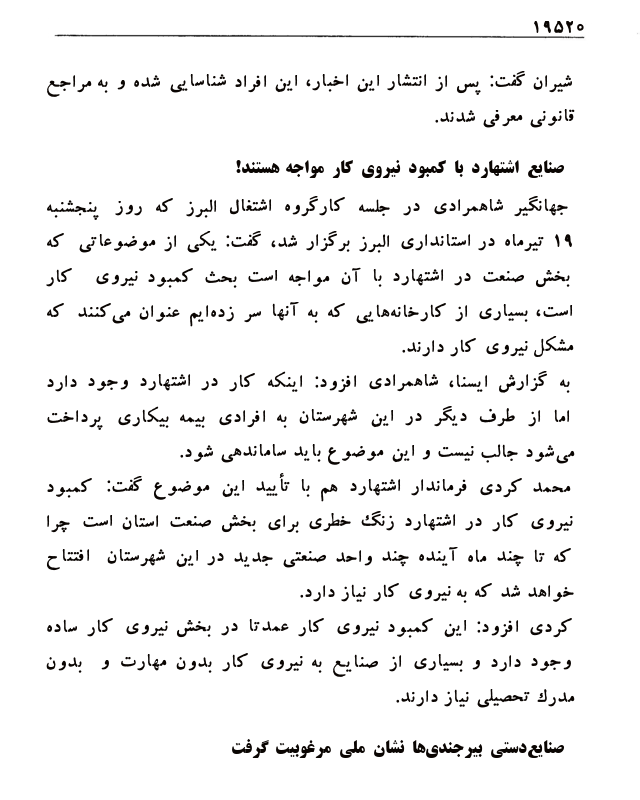 ۱۹۵۲۰
شیران گفت: پس از انتشار این اخبار، این افراد شناسایی شده و به مراجع
قانونی معرفی شدند.
صنایع اشتهارد با کمبود نیروی کار مواجه هستند!
جهانگیر شاهمرادی در جلسه کارگروه اشتغال البرز که روز پنجشنبه
۱۹ تیرماه در استانداری البرز برگزار شد، گفت: یکی از موضوعاتی که
بخش صنعت در اشتهارد با آن مواجه است بحث کمبود نیروی کار
است، بسیاری از کارخانه‌هایی که به آنها سر زده‌ایم عنوان می‌کنند که
مشکل نیروی کار دارند.
به گزارش ایسنا، شاهمرادی افزود: اینکه کار در اشتهارد وجود دارد
اما از طرف دیگر در این شهرستان به افرادی بیمه بیکاری پرداخت
می‌شود جالب نیست و این موضوع باید ساماندهی شود.
محمد کردی فرماندار اشتهارد هم با تأیید این موضوع گفت: کمبود
نیروی کار در اشتهارد زنگ خطری برای بخش صنعت استان است چرا
که تا چند ماه آینده چند واحد صنعتی جدید در این شهرستان افتتاح
خواهد شد که به نیروی کار نیاز دارد.
کردی افزود: این کمبود نیروی کار عمدتا در بخش نیروی کار ساده
وجود دارد و بسیاری از صنایع به نیروی کار بدون مهارت و بدون
مدرك تحصیلی نیاز دارند.
صنایع‌دستی بیرجندی‌ها نشان ملی مرغوبیت گرفت